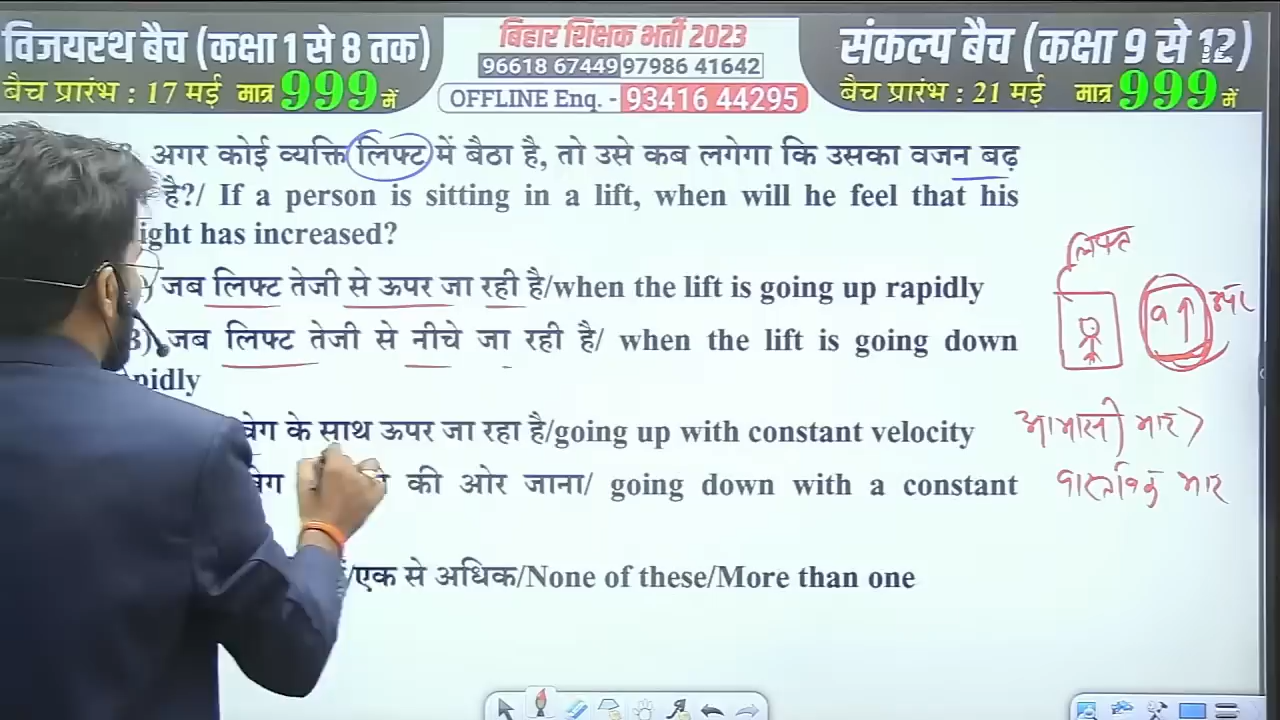 विजयरथ बैच (कक्षा 1 से 8 तक)
बैच प्रारंभ : 17 मई मात्र 999 में
बिहार शिक्षक भर्ती 2023
96618 67449 97986 41642
OFFLINE Enq. - 93416 44295
संकल्प बैच (कक्षा 9 से 12)
बैच प्रारंभ : 21 मई मात्र 999 में
अगर कोई व्यक्ति लिफ्ट में बैठा है, तो उसे कब लगेगा कि उसका वजन बढ़
है?/ If a person is sitting in a lift, when will he feel that his
ight has increased?
) जब लिफ्ट तेजी से ऊपर जा रही है/when the lift is going up rapidly
3) जब लिफ्ट तेजी से नीचे जा रही है/ when the lift is going down
pidly
वेग के साथ ऊपर जा रहा है/going up with constant velocity
वेग की ओर जाना/ going down with a constant
/एक से अधिक/None of these/More than one
लिफ्ट
a ↑ ऊपर
आभासी भार >
वास्तविक भार